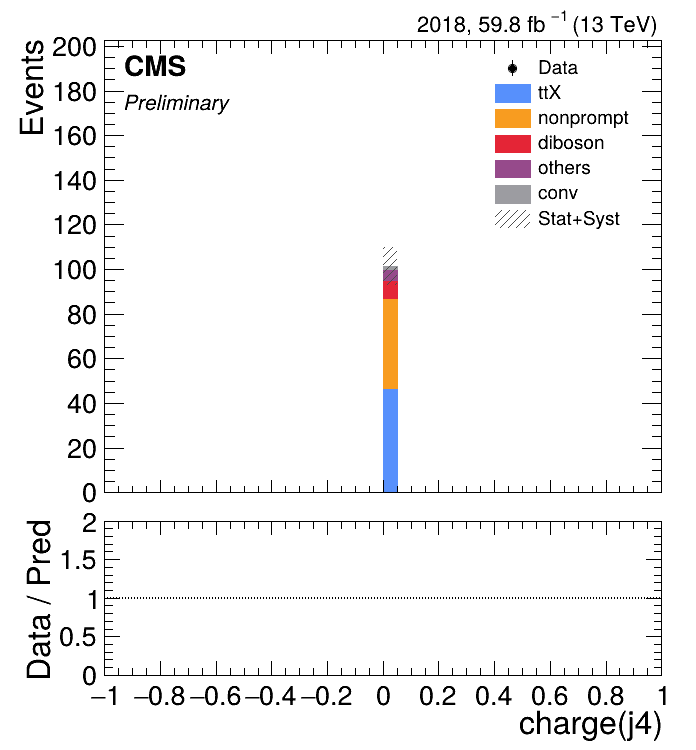 2018, 59.8 fb⁻¹ (13 TeV)
Events
CMS
Preliminary
Data
ttX
nonprompt
diboson
others
conv
Stat+Syst
200
180
160
140
120
100
80
60
40
20
0
Data / Pred
2
1.5
1
0.5
0
−1 −0.8 −0.6 −0.4 −0.2 0 0.2 0.4 0.6 0.8 1
charge(j4)